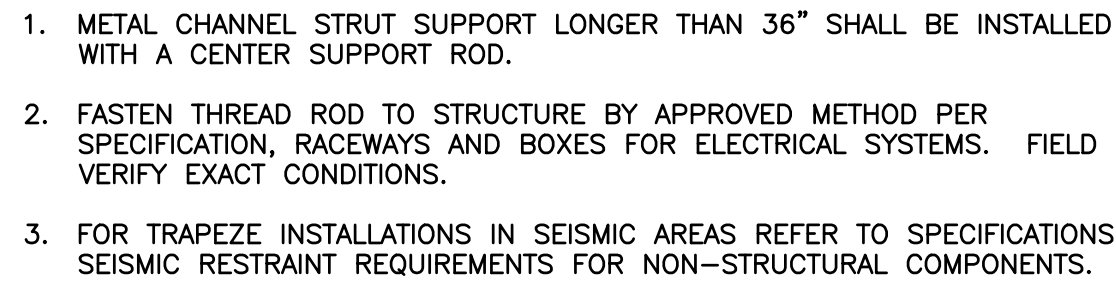 1. METAL CHANNEL STRUT SUPPORT LONGER THAN 36" SHALL BE INSTALLED
WITH A CENTER SUPPORT ROD.
2. FASTEN THREAD ROD TO STRUCTURE BY APPROVED METHOD PER
SPECIFICATION, RACEWAYS AND BOXES FOR ELECTRICAL SYSTEMS. FIELD
VERIFY EXACT CONDITIONS.
3. FOR TRAPEZE INSTALLATIONS IN SEISMIC AREAS REFER TO SPECIFICATIONS
SEISMIC RESTRAINT REQUIREMENTS FOR NON-STRUCTURAL COMPONENTS.